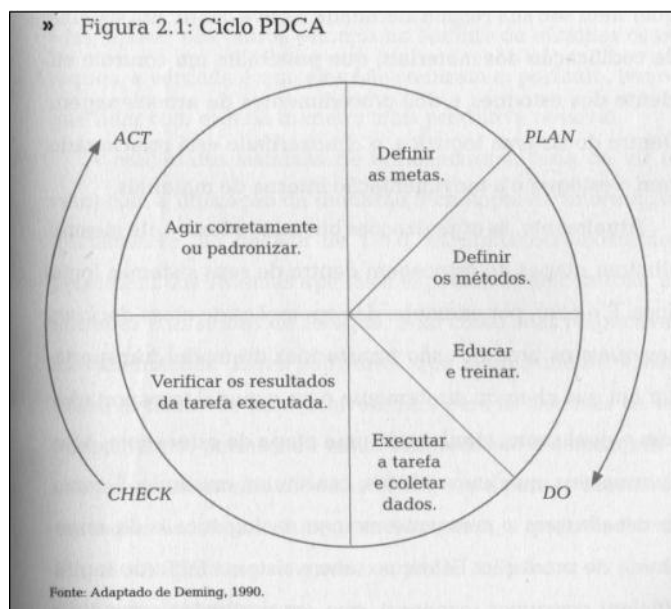 » Figura 2.1: Ciclo PDCA
ACT
PLAN
Definir
as metas.
Agir corretamente
ou padronizar.
Definir
os métodos.
Educar
e treinar.
Verificar os resultados
da tarefa executada.
Executar
a tarefa
e coletar
dados.
CHECK
DO
Fonte: Adaptado de Deming, 1990.